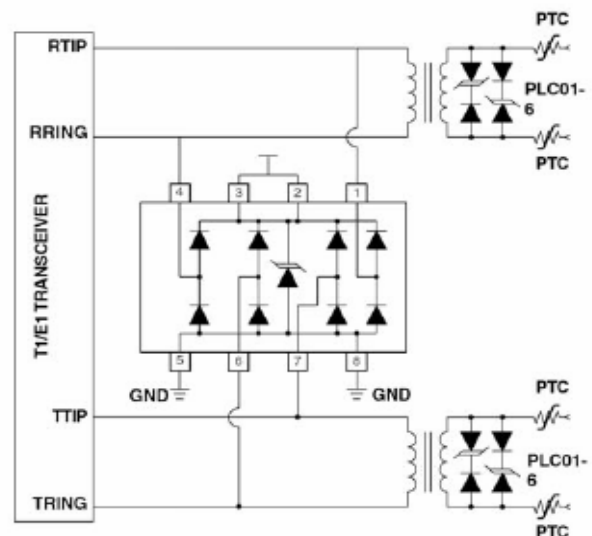 PTC
RTIP
PLC01-
6
RRING
PTC
4
3
2
1
T1/E1 TRANSCEIVER
5
6
7
8
GND
GND
PTC
TTIP
PLC01-
6
TRING
PTC